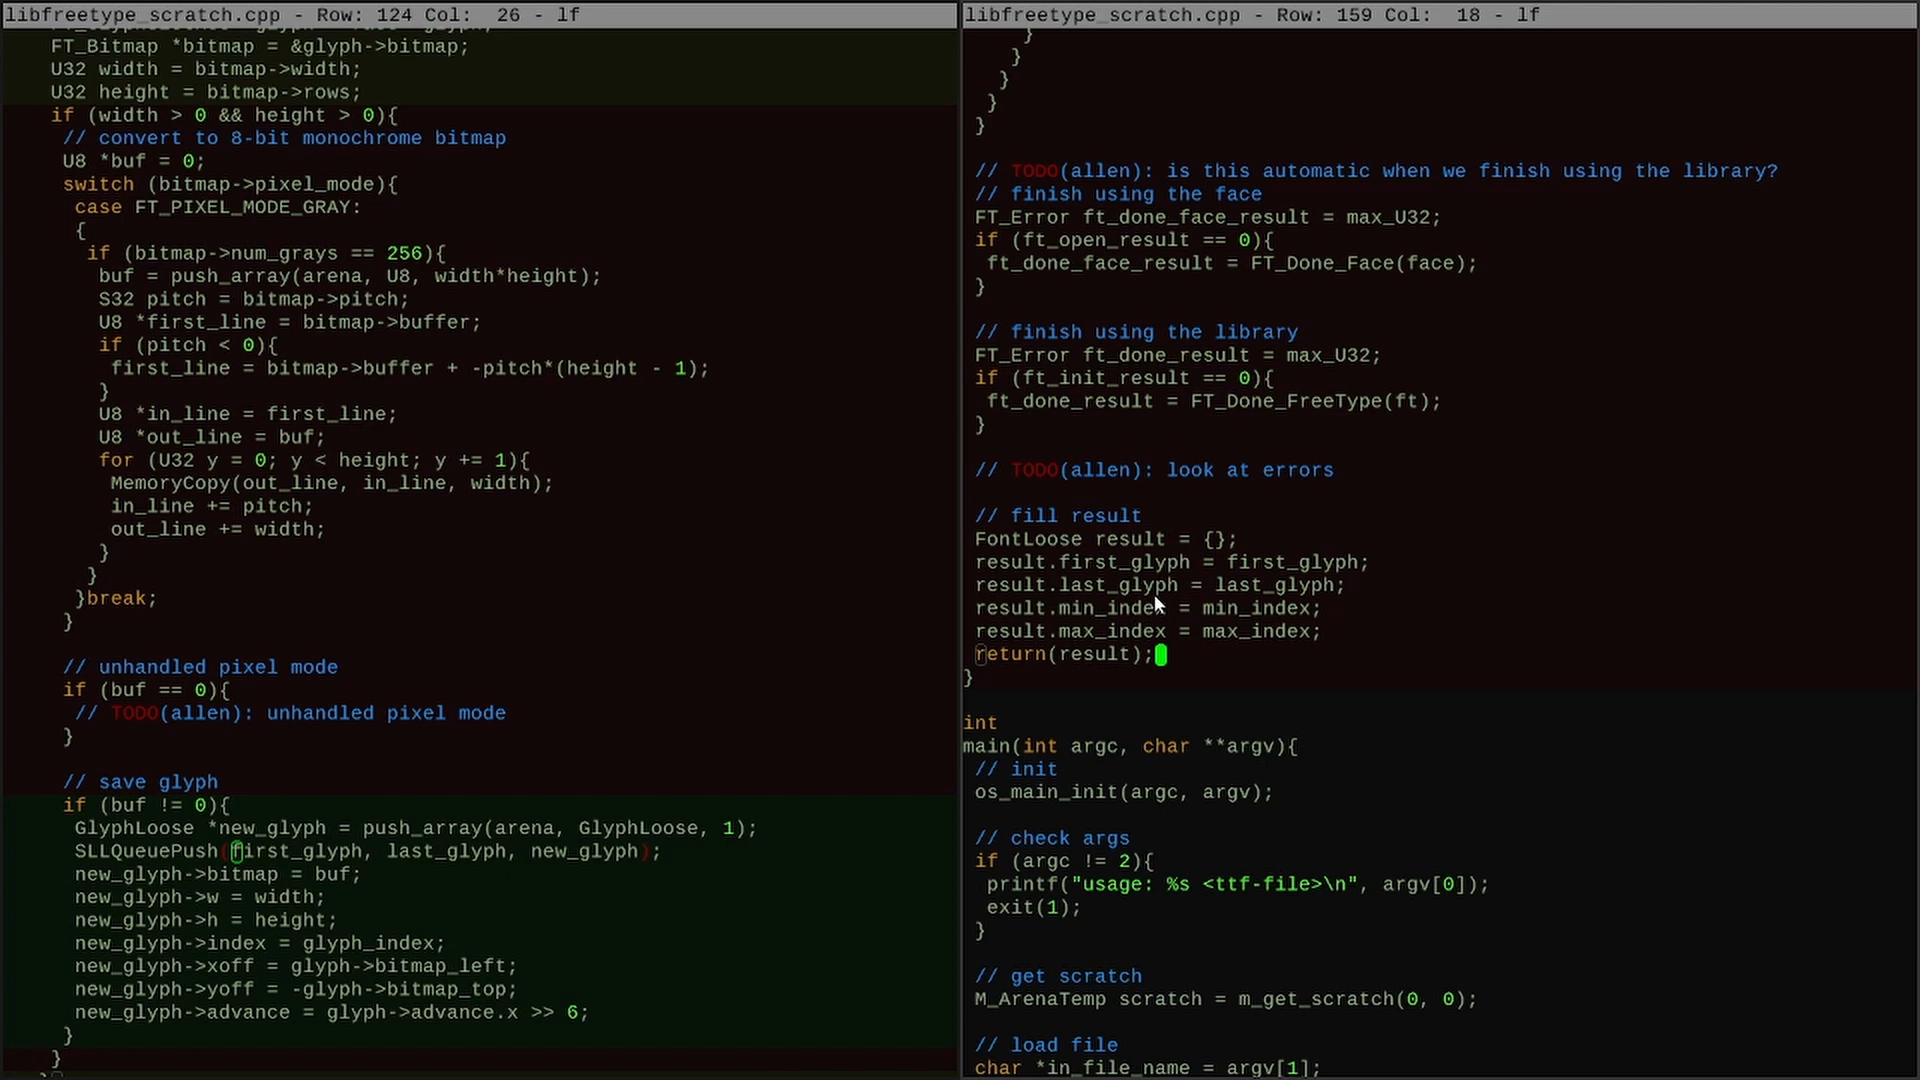 libfreetype_scratch.cpp - Row: 124 Col:  26 - lf
FT_Bitmap *bitmap = &glyph->bitmap;
U32 width = bitmap->width;
U32 height = bitmap->rows;
if (width > 0 && height > 0){
// convert to 8-bit monochrome bitmap
U8 *buf = 0;
switch (bitmap->pixel_mode){
case FT_PIXEL_MODE_GRAY:
{
if (bitmap->num_grays == 256){
buf = push_array(arena, U8, width*height);
S32 pitch = bitmap->pitch;
U8 *first_line = bitmap->buffer;
if (pitch < 0){
first_line = bitmap->buffer + -pitch*(height - 1);
}
U8 *in_line = first_line;
U8 *out_line = buf;
for (U32 y = 0; y < height; y += 1){
MemoryCopy(out_line, in_line, width);
in_line += pitch;
out_line += width;
}
}
}break;
}
// unhandled pixel mode
if (buf == 0){
// TODO(allen): unhandled pixel mode
}
// save glyph
if (buf != 0){
GlyphLoose *new_glyph = push_array(arena, GlyphLoose, 1);
SLLQueuePush(first_glyph, last_glyph, new_glyph);
new_glyph->bitmap = buf;
new_glyph->w = width;
new_glyph->h = height;
new_glyph->index = glyph_index;
new_glyph->xoff = glyph->bitmap_left;
new_glyph->yoff = -glyph->bitmap_top;
new_glyph->advance = glyph->advance.x >> 6;
}
}
libfreetype_scratch.cpp - Row: 159 Col:  18 - lf
}
}
}
}
}
// TODO(allen): is this automatic when we finish using the library?
// finish using the face
FT_Error ft_done_face_result = max_U32;
if (ft_open_result == 0){
ft_done_face_result = FT_Done_Face(face);
}
// finish using the library
FT_Error ft_done_result = max_U32;
if (ft_init_result == 0){
ft_done_result = FT_Done_FreeType(ft);
}
// TODO(allen): look at errors
// fill result
FontLoose result = {};
result.first_glyph = first_glyph;
result.last_glyph = last_glyph;
result.min_index = min_index;
result.max_index = max_index;
return(result);
}
int
main(int argc, char **argv){
// init
os_main_init(argc, argv);
// check args
if (argc != 2){
printf("usage: %s <ttf-file>\n", argv[0]);
exit(1);
}
// get scratch
M_ArenaTemp scratch = m_get_scratch(0, 0);
// load file
char *in_file_name = argv[1];